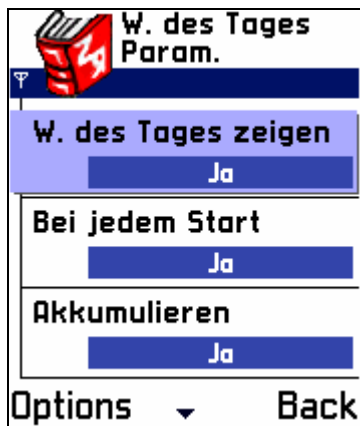 W. des Tages
Param.
W. des Tages zeigen
Ja
Bei jedem Start
Ja
Akkumulieren
Ja
Options Back